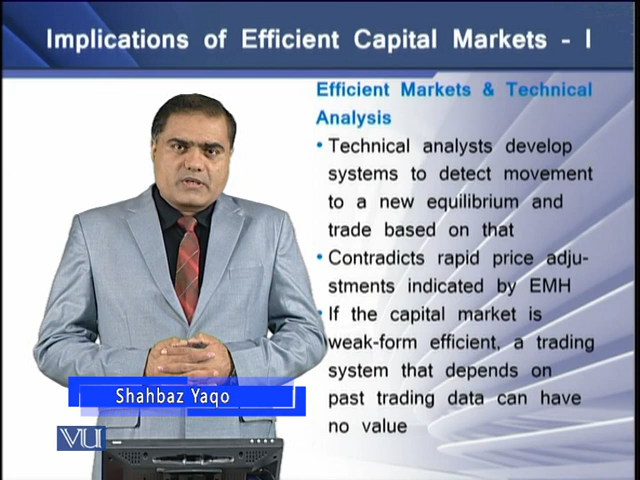 Implications of Efficient Capital Markets - I
Efficient Markets & Technical
Analysis
• Technical analysts develop
systems to detect movement
to a new equilibrium and
trade based on that
• Contradicts rapid price adju-
stments indicated by EMH
• If the capital market is
weak-form efficient, a trading
system that depends on
past trading data can have
no value
Shahbaz Yaqo
VU